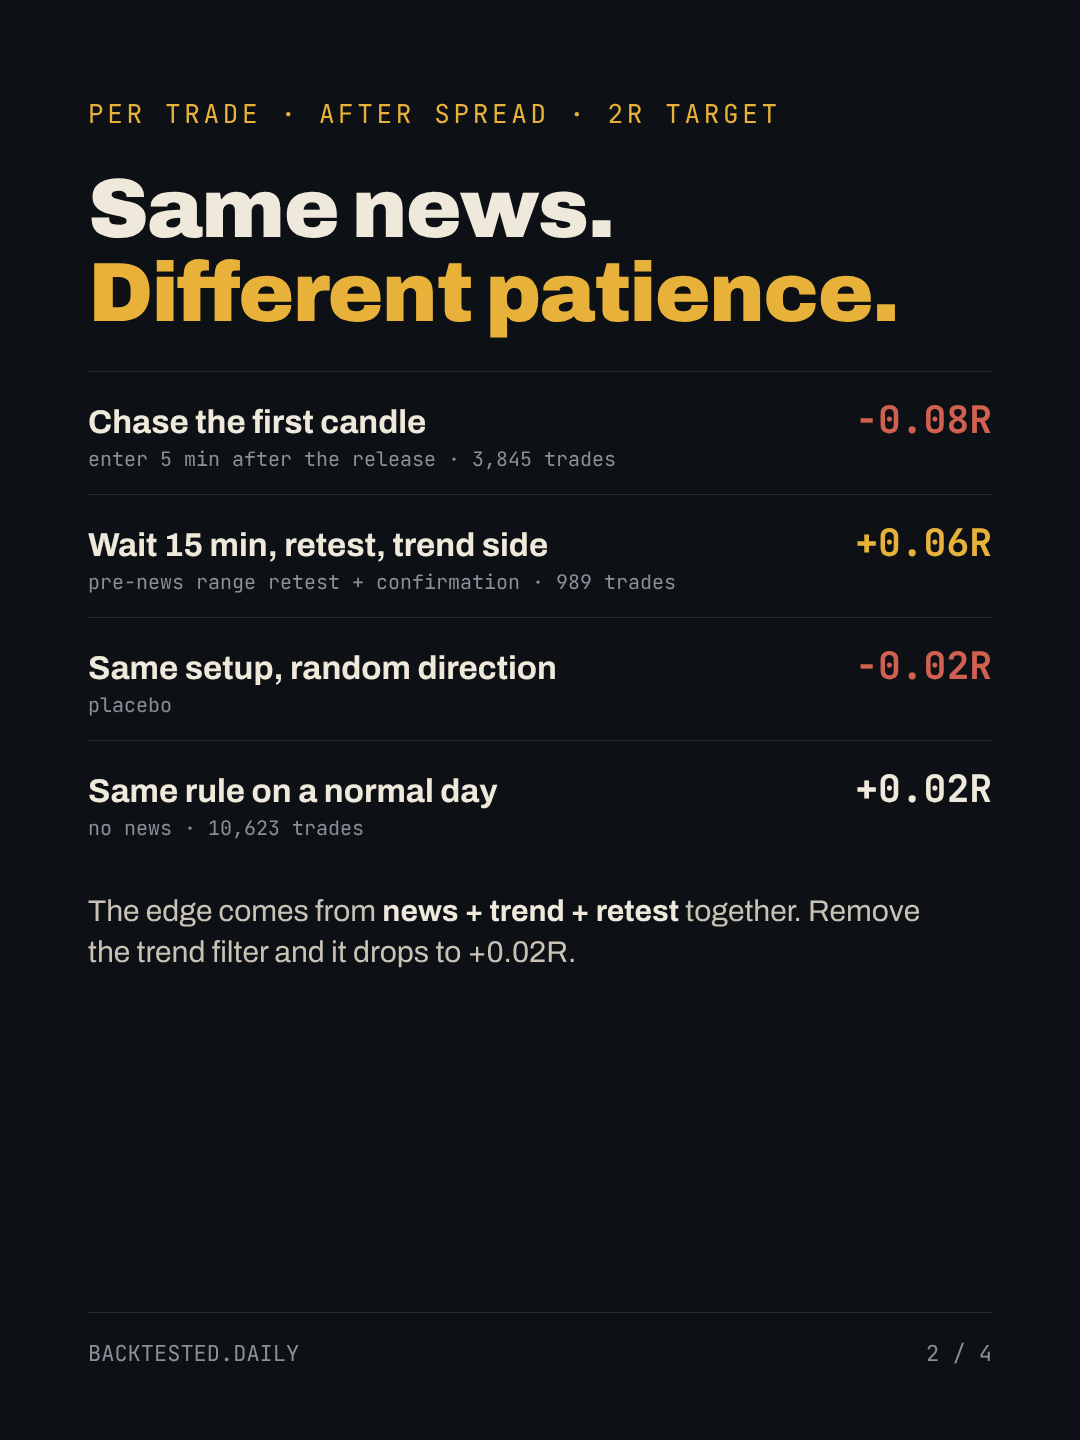 PER TRADE · AFTER SPREAD · 2R TARGET
Same news.
Different patience.
Chase the first candle
-0.08R
enter 5 min after the release · 3,845 trades
Wait 15 min, retest, trend side
+0.06R
pre-news range retest + confirmation · 989 trades
Same setup, random direction
-0.02R
placebo
Same rule on a normal day
+0.02R
no news · 10,623 trades
The edge comes from news + trend + retest together. Remove
the trend filter and it drops to +0.02R.
BACKTESTED.DAILY
2 / 4